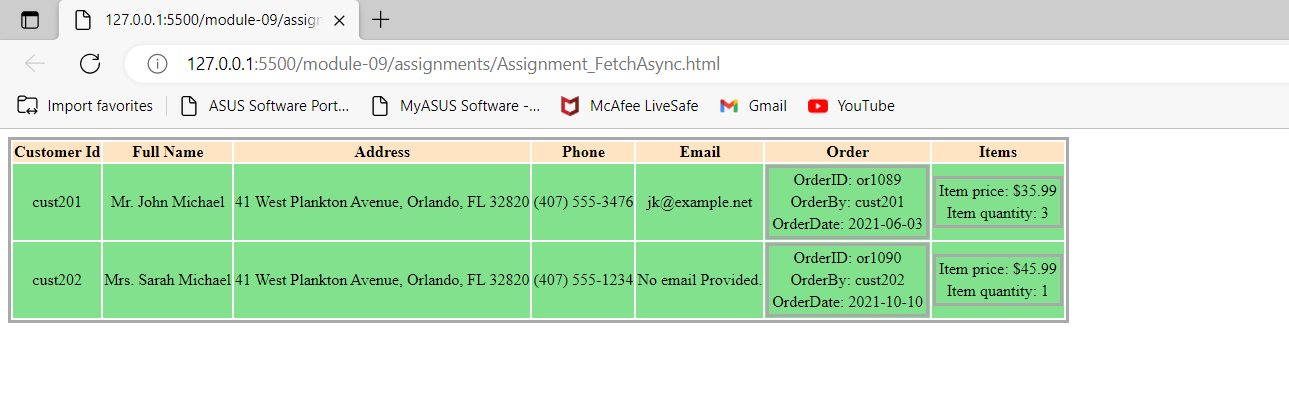 127.0.0.1:5500/module-09/assign
127.0.0.1:5500/module-09/assignments/Assignment_FetchAsync.html
Import favorites ASUS Software Port... MyASUS Software -... McAfee LiveSafe Gmail YouTube
Customer Id Full Name Address Phone Email Order Items
cust201 Mr. John Michael 41 West Plankton Avenue, Orlando, FL 32820 (407) 555-3476 jk@example.net
OrderID: or1089
OrderBy: cust201
OrderDate: 2021-06-03
Item price: $35.99
Item quantity: 3
cust202 Mrs. Sarah Michael 41 West Plankton Avenue, Orlando, FL 32820 (407) 555-1234 No email Provided.
OrderID: or1090
OrderBy: cust202
OrderDate: 2021-10-10
Item price: $45.99
Item quantity: 1